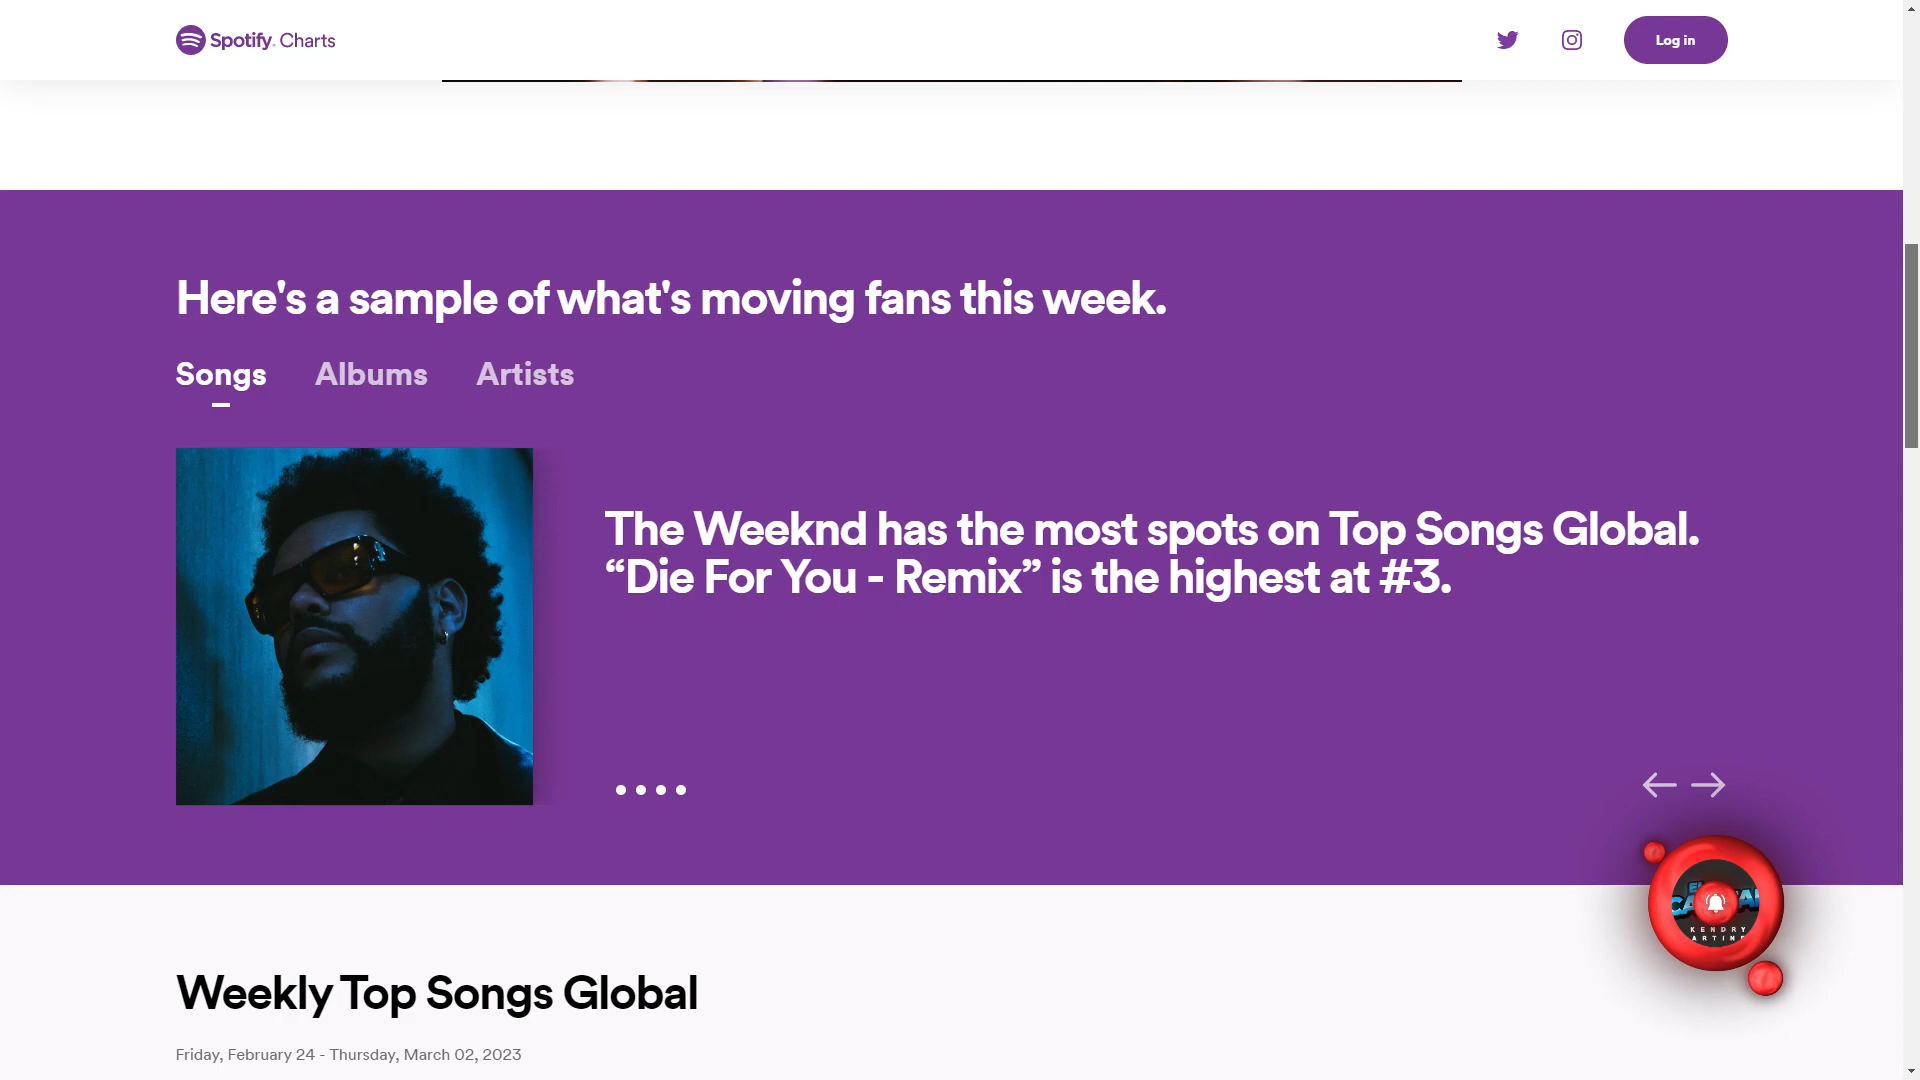 Spotify Charts
Log in
Here's a sample of what's moving fans this week.
Songs
Albums
Artists
The Weeknd has the most spots on Top Songs Global.
“Die For You - Remix” is the highest at #3.
KENDRY
Weekly Top Songs Global
Friday, February 24 - Thursday, March 02, 2023